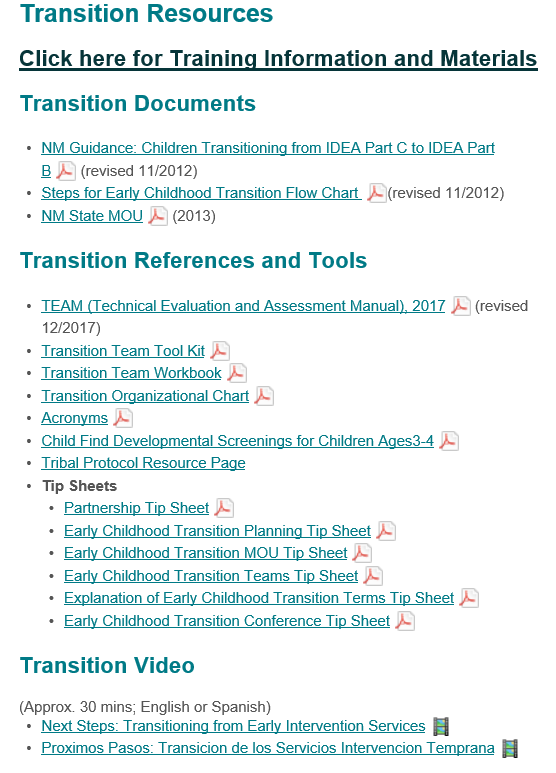 Transition Resources
Click here for Training Information and Materials
Transition Documents
• NM Guidance: Children Transitioning from IDEA Part C to IDEA Part
B (revised 11/2012)
• Steps for Early Childhood Transition Flow Chart (revised 11/2012)
• NM State MOU (2013)
Transition References and Tools
• TEAM (Technical Evaluation and Assessment Manual), 2017 (revised
12/2017)
• Transition Team Tool Kit
• Transition Team Workbook
• Transition Organizational Chart
• Acronyms
• Child Find Developmental Screenings for Children Ages3-4
• Tribal Protocol Resource Page
• Tip Sheets
• Partnership Tip Sheet
• Early Childhood Transition Planning Tip Sheet
• Early Childhood Transition MOU Tip Sheet
• Early Childhood Transition Teams Tip Sheet
• Explanation of Early Childhood Transition Terms Tip Sheet
• Early Childhood Transition Conference Tip Sheet
Transition Video
(Approx. 30 mins; English or Spanish)
• Next Steps: Transitioning from Early Intervention Services
• Proximos Pasos: Transicion de los Servicios Intervencion Temprana